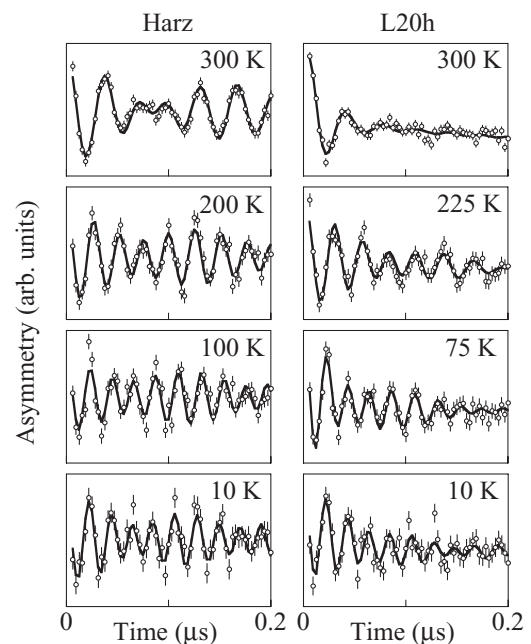 Harz L20h
300 K 300 K
200 K 225 K
100 K 75 K
10 K 10 K
Asymmetry (arb. units)
0 0.2 0 0.2
Time (μs) Time (μs)